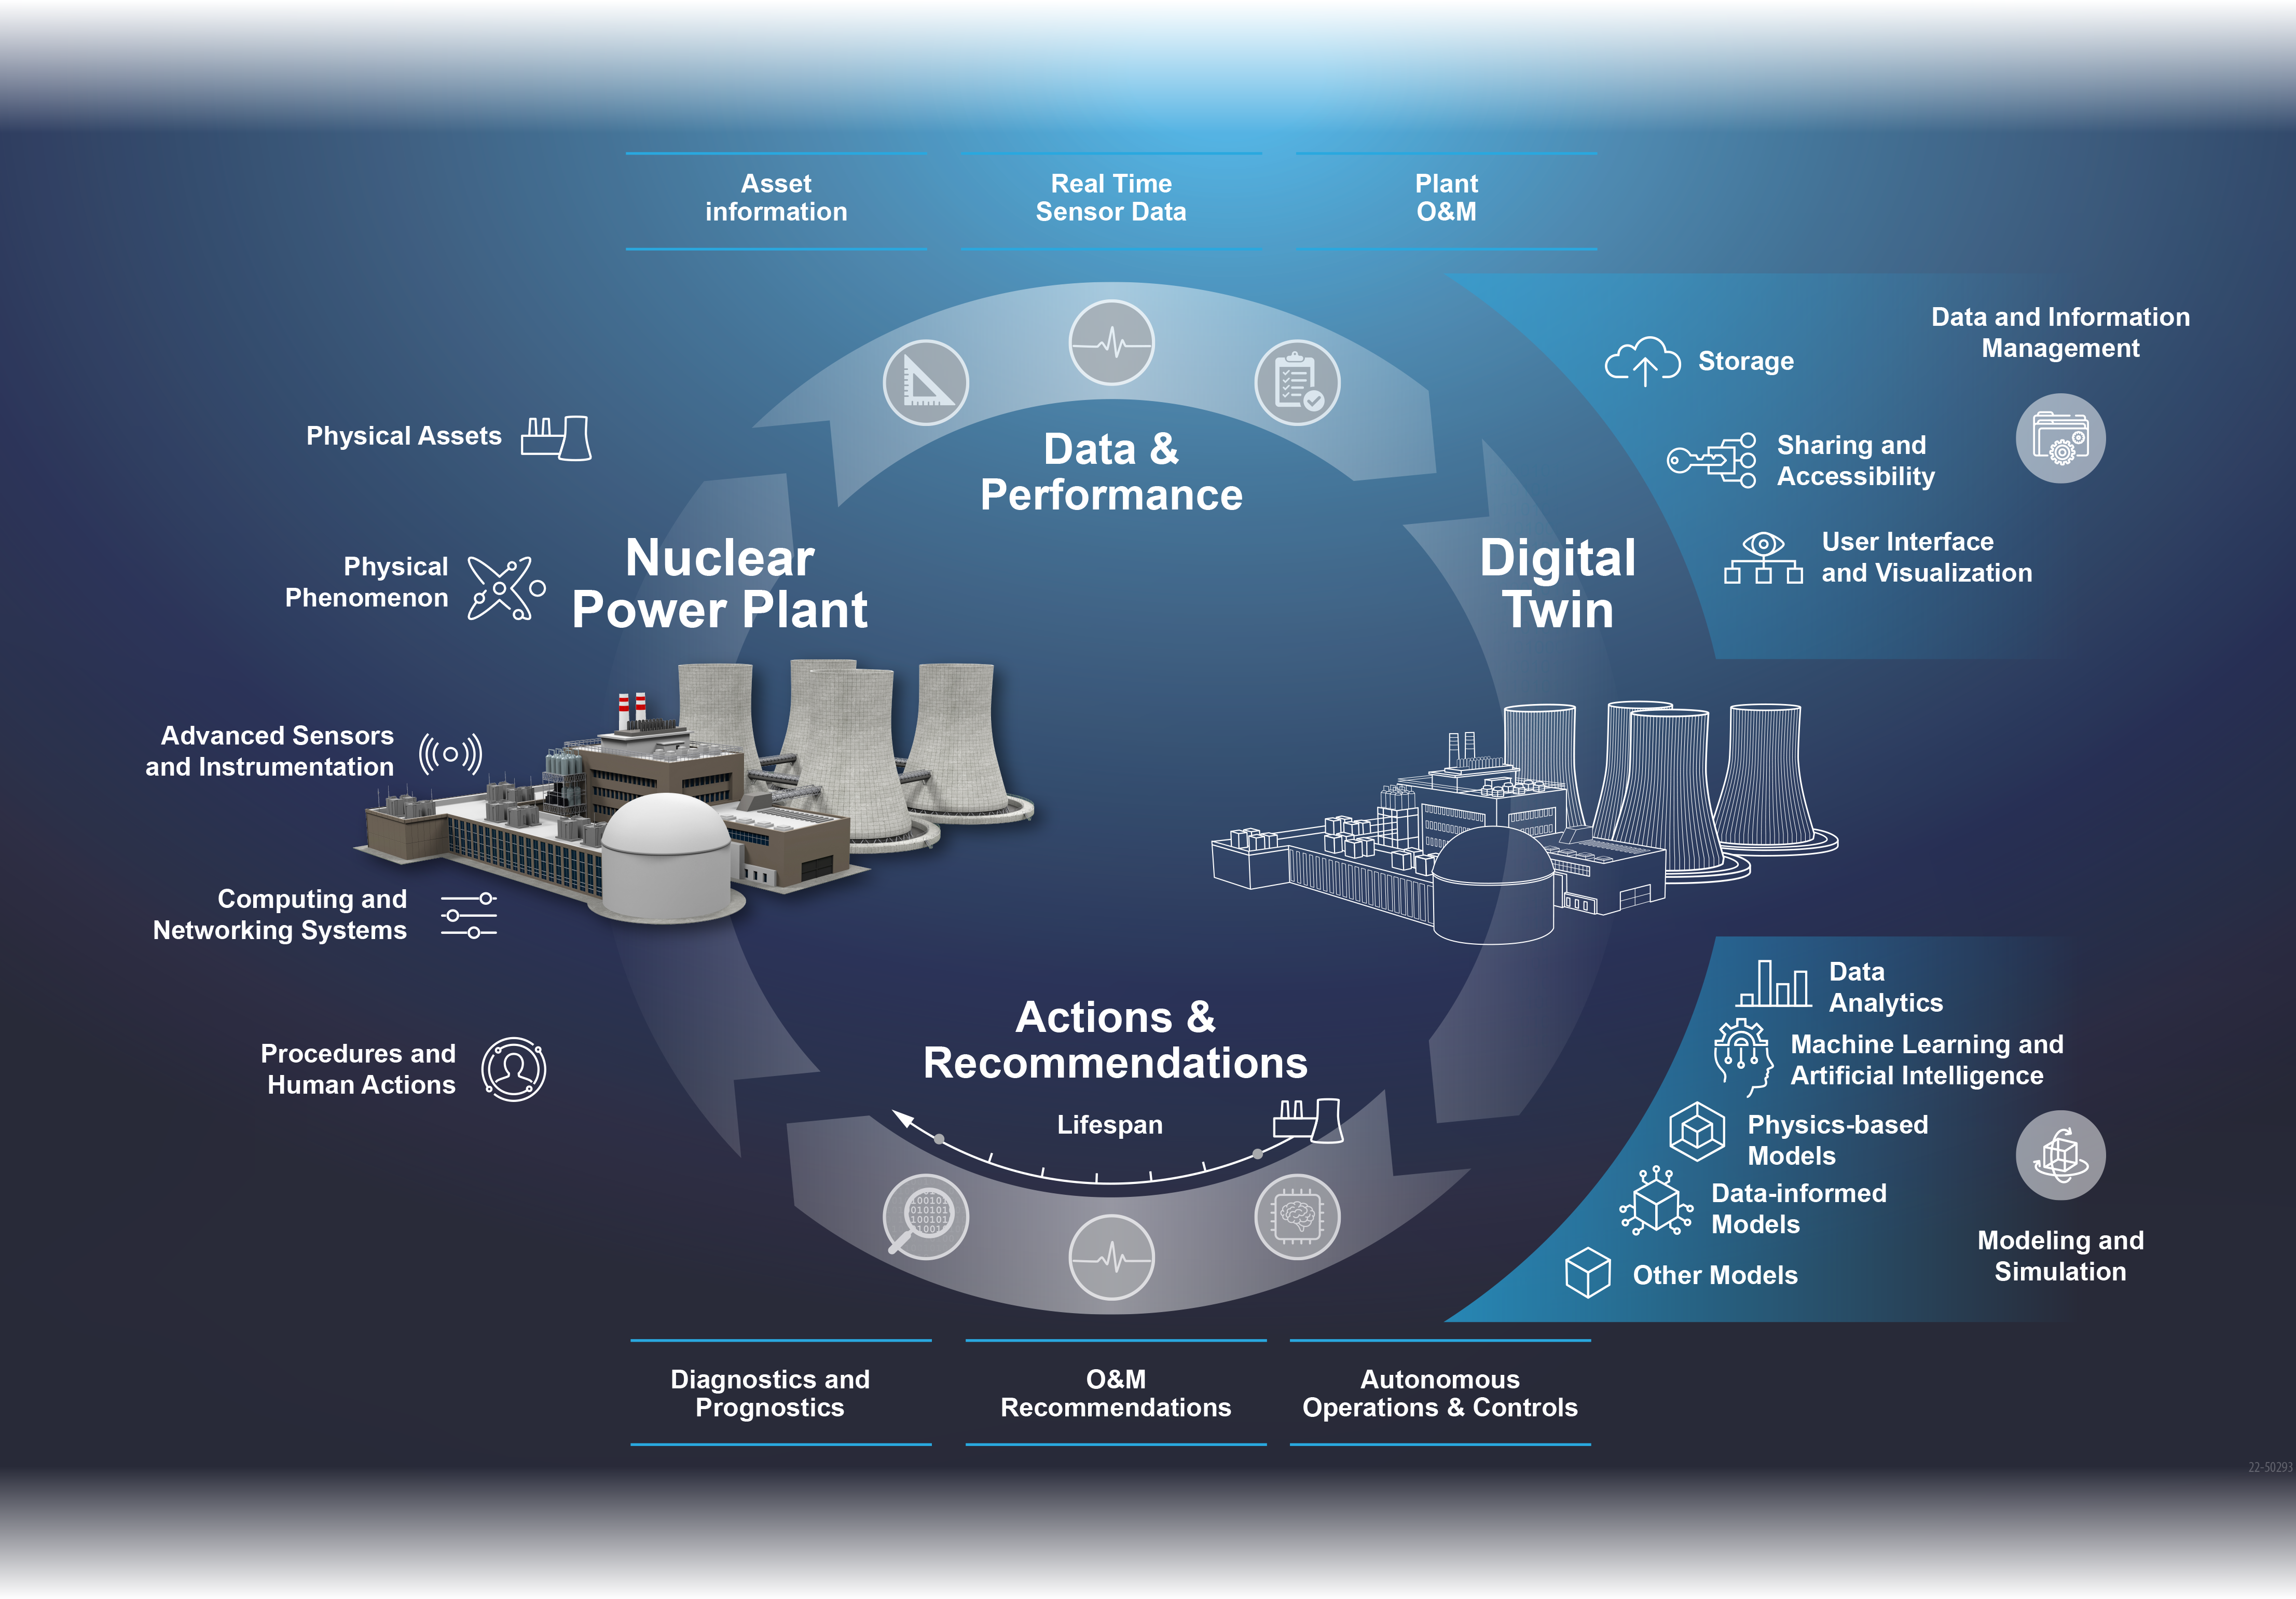 Asset
information
Real Time
Sensor Data
Plant
O&M
Data &
Performance
Nuclear
Power Plant
Physical Assets
Physical
Phenomenon
Advanced Sensors
and Instrumentation
Computing and
Networking Systems
Procedures and
Human Actions
Digital
Twin
Data and Information
Management
Storage
Sharing and
Accessibility
User Interface
and Visualization
Data
Analytics
Machine Learning and
Artificial Intelligence
Physics-based
Models
Data-informed
Models
Other Models
Modeling and
Simulation
Actions &
Recommendations
Lifespan
Diagnostics and
Prognostics
O&M
Recommendations
Autonomous
Operations & Controls
22-50293